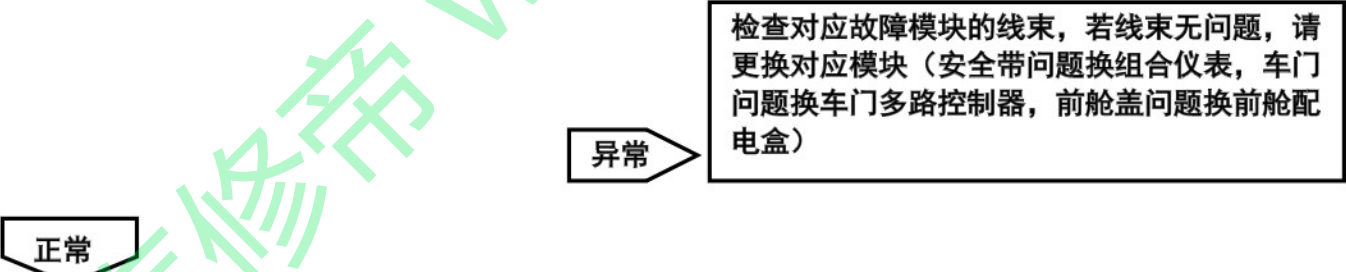 检查对应故障模块的线束，若线束无问题，请
更换对应模块（安全带问题换组合仪表，车门
问题换车门多路控制器，前舱盖问题换前舱配
电盒）
异常
正常
修帝